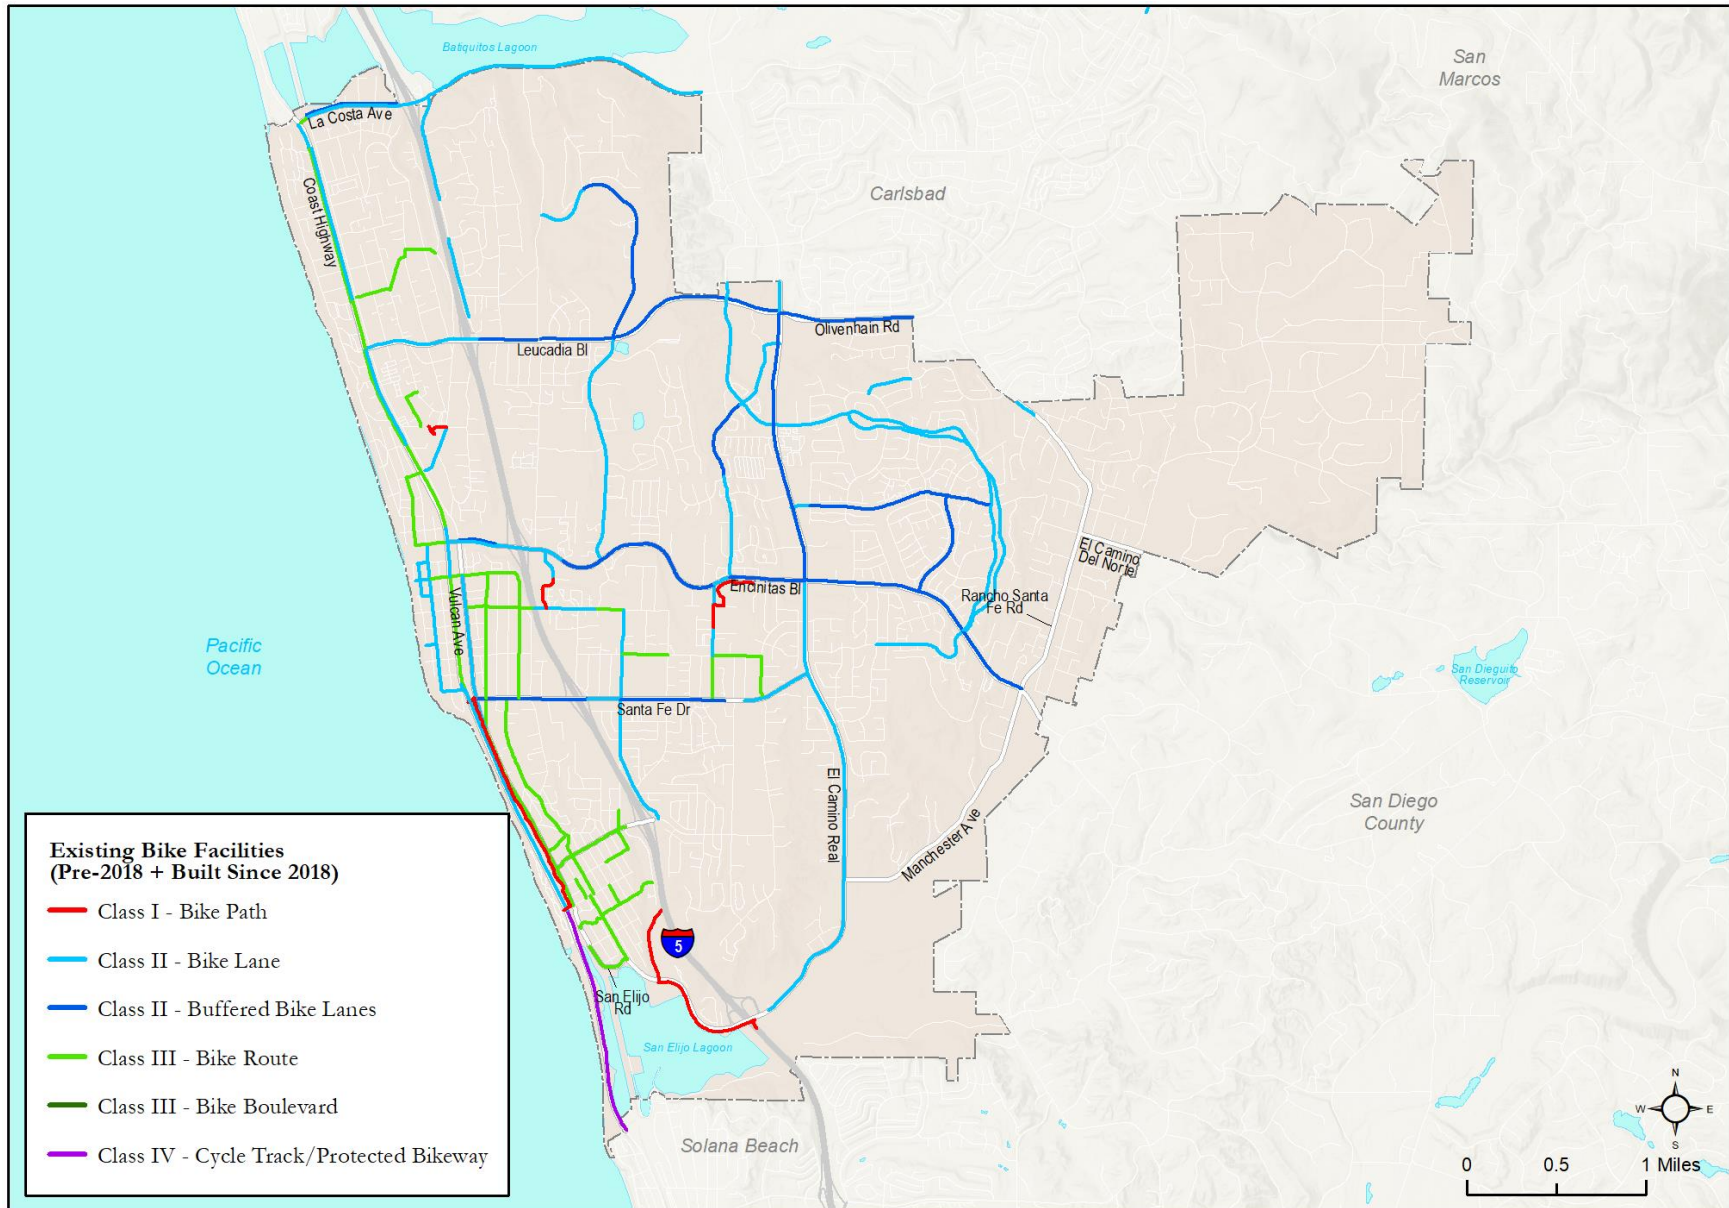 Batiquitos Lagoon
San
Marcos
La Costa Ave
Carlsbad
Coast Highway
Olivenhain Rd
Leucadia Bl
El Camino
Del Norte
Encinitas Bl
Rancho Santa
Fe Rd
Vulcan Ave
Pacific
Ocean
San Dieguito
Reservoir
Santa Fe Dr
El Camino Real
San Diego
County
Manchester Ave
Existing Bike Facilities
(Pre-2018 + Built Since 2018)
Class I - Bike Path
Class II - Bike Lane
Class II - Buffered Bike Lanes
Class III - Bike Route
Class III - Bike Boulevard
Class IV - Cycle Track/Protected Bikeway
5
San Elijo
Rd
San Elijo Lagoon
Solana Beach
N
W E
S
0 0.5 1 Miles